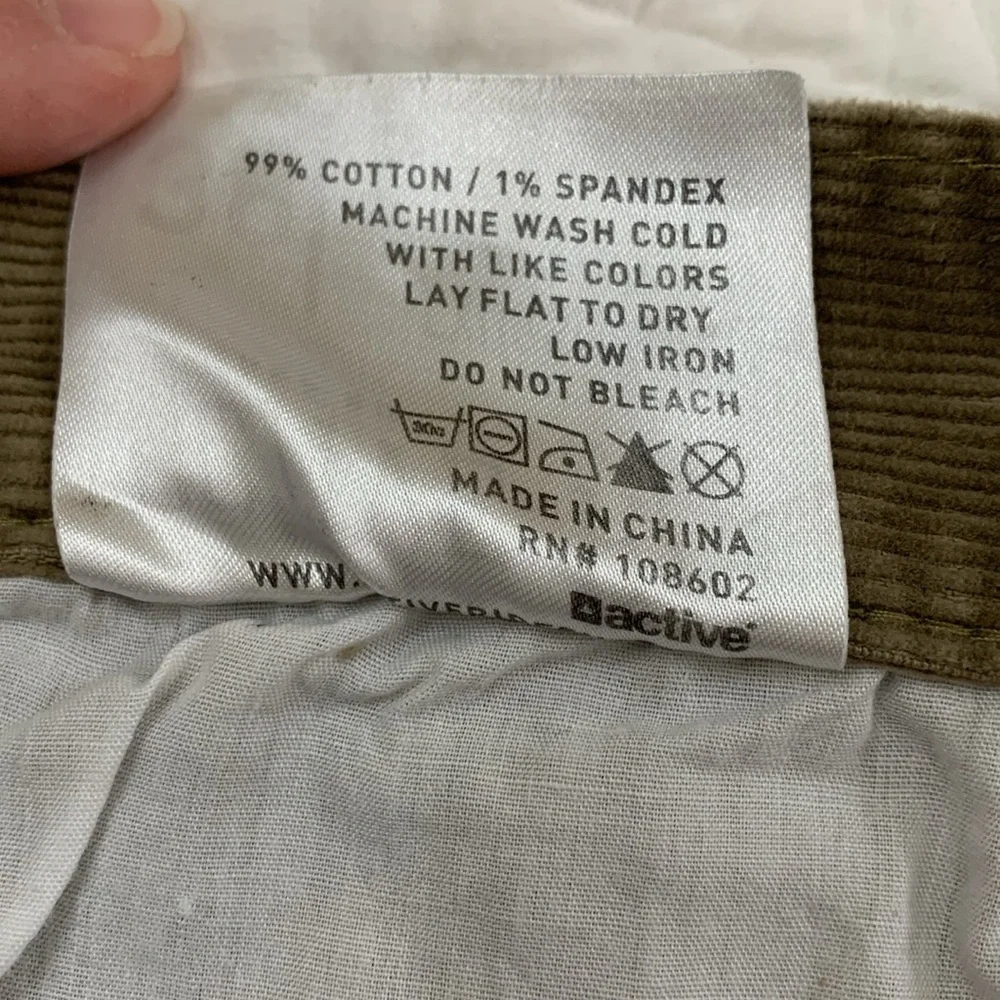 99% COTTON / 1% SPANDEX
MACHINE WASH COLD
WITH LIKE COLORS
LAY FLAT TO DRY
LOW IRON
DO NOT BLEACH
MADE IN CHINA
RN# 108602
active
WWW.